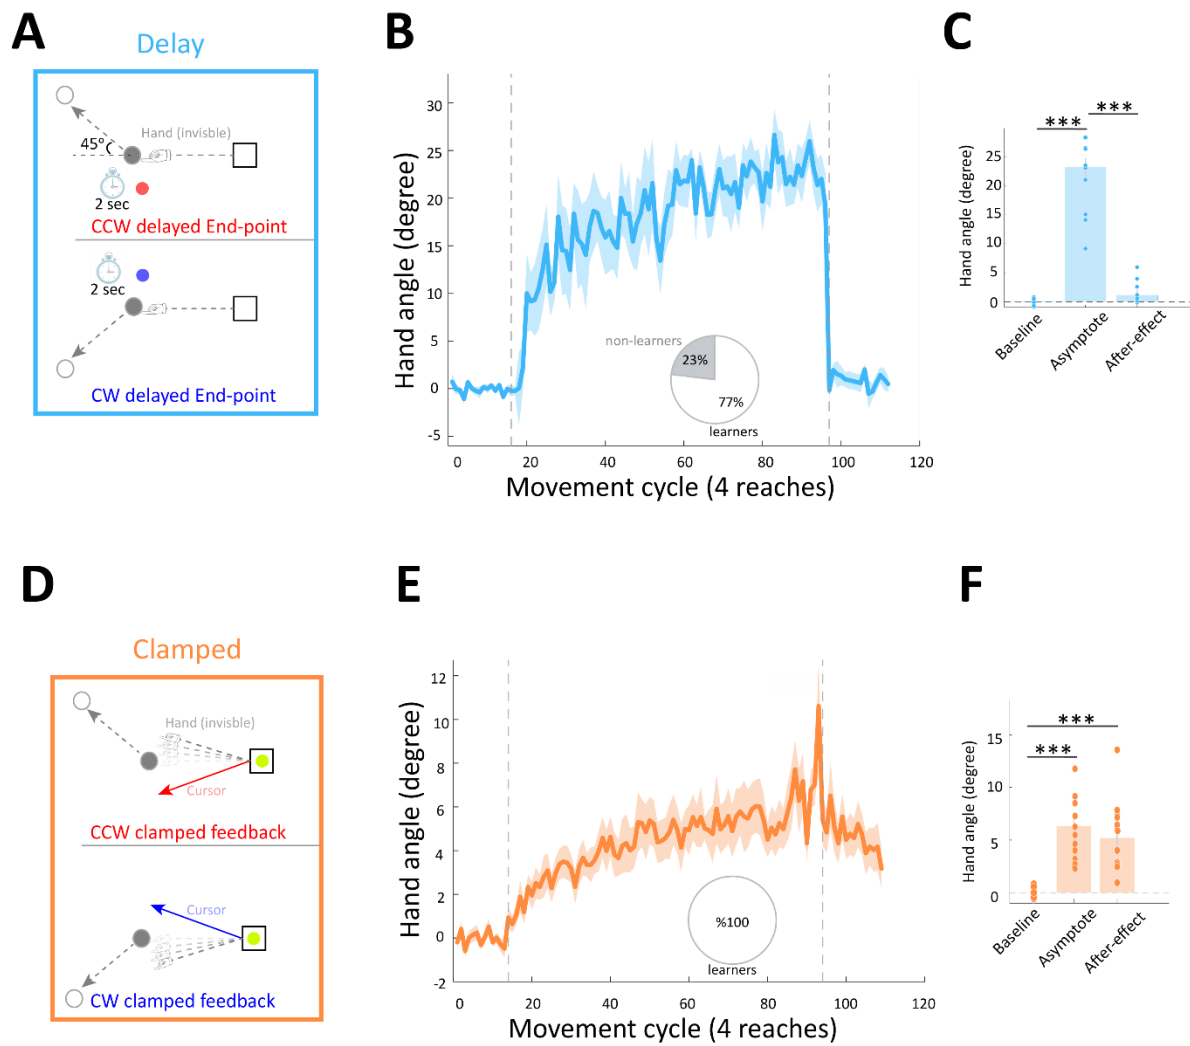 A
Delay
45°
Hand (invisble)
2 sec
CCW delayed End-point
2 sec
CW delayed End-point
B
Hand angle (degree)
30
25
20
15
10
5
0
-5
non-learners
23%
77%
learners
0 20 40 60 80 100 120
Movement cycle (4 reaches)
C
***
***
Hand angle (degree)
25
20
15
10
5
0
Baseline
Asymptote
After-effect
D
Clamped
Hand (invisble)
Cursor
CCW clamped feedback
Cursor
CW clamped feedback
E
Hand angle (degree)
12
10
8
6
4
2
0
-2
%100
learners
0 20 40 60 80 100 120
Movement cycle (4 reaches)
F
***
***
Hand angle (degree)
15
10
5
0
Baseline
Asymptote
After-effect